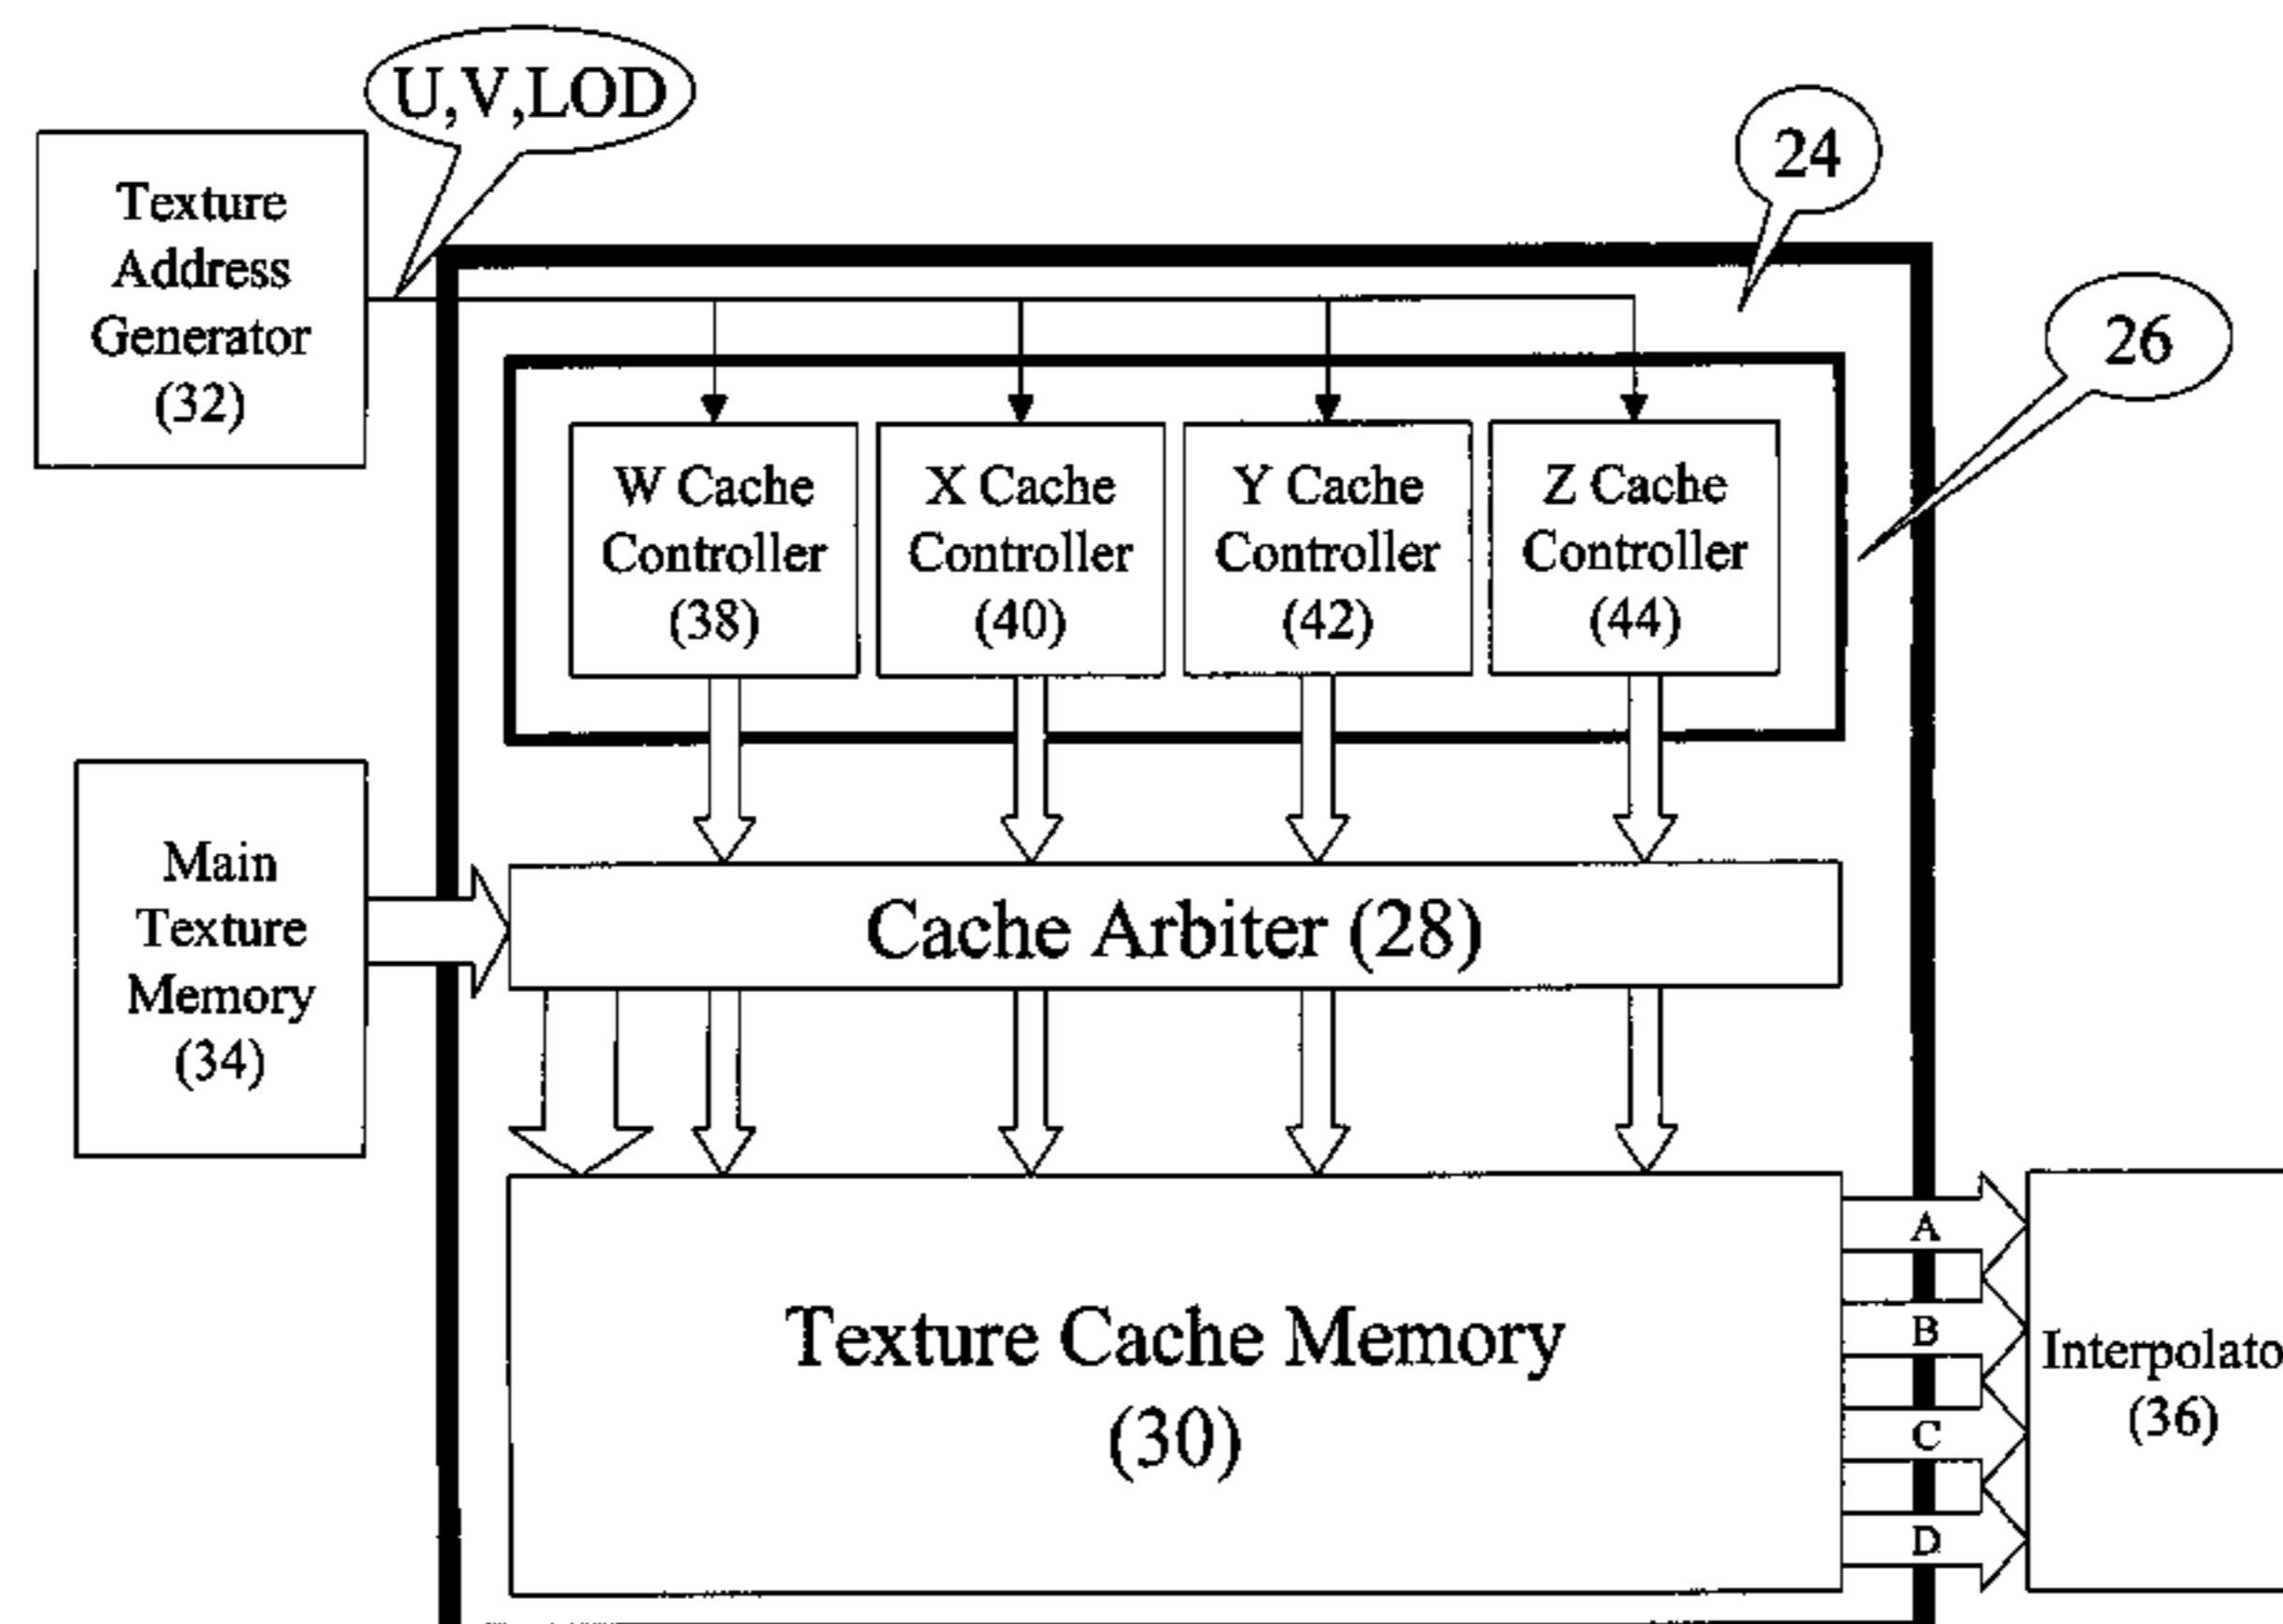 U,V,LOD
24
26
Texture
Address
Generator
(32)
W Cache
Controller
(38)
X Cache
Controller
(40)
Y Cache
Controller
(42)
Z Cache
Controller
(44)
Main
Texture
Memory
(34)
Cache Arbiter (28)
Texture Cache Memory
(30)
A
B
C
D
Interpolato
(36)